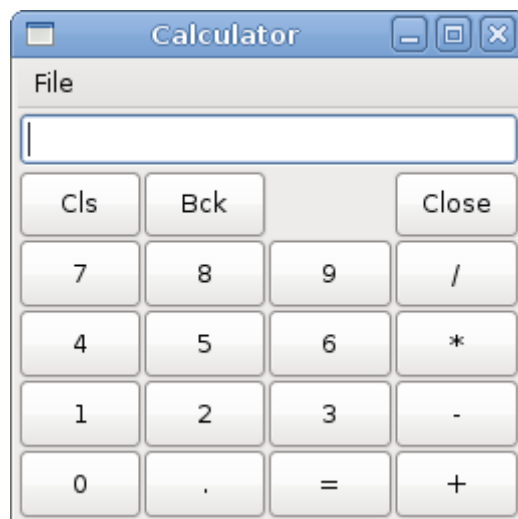 Calculator
File
Cls Bck Close
7 8 9 /
4 5 6 *
1 2 3 -
0 . = +